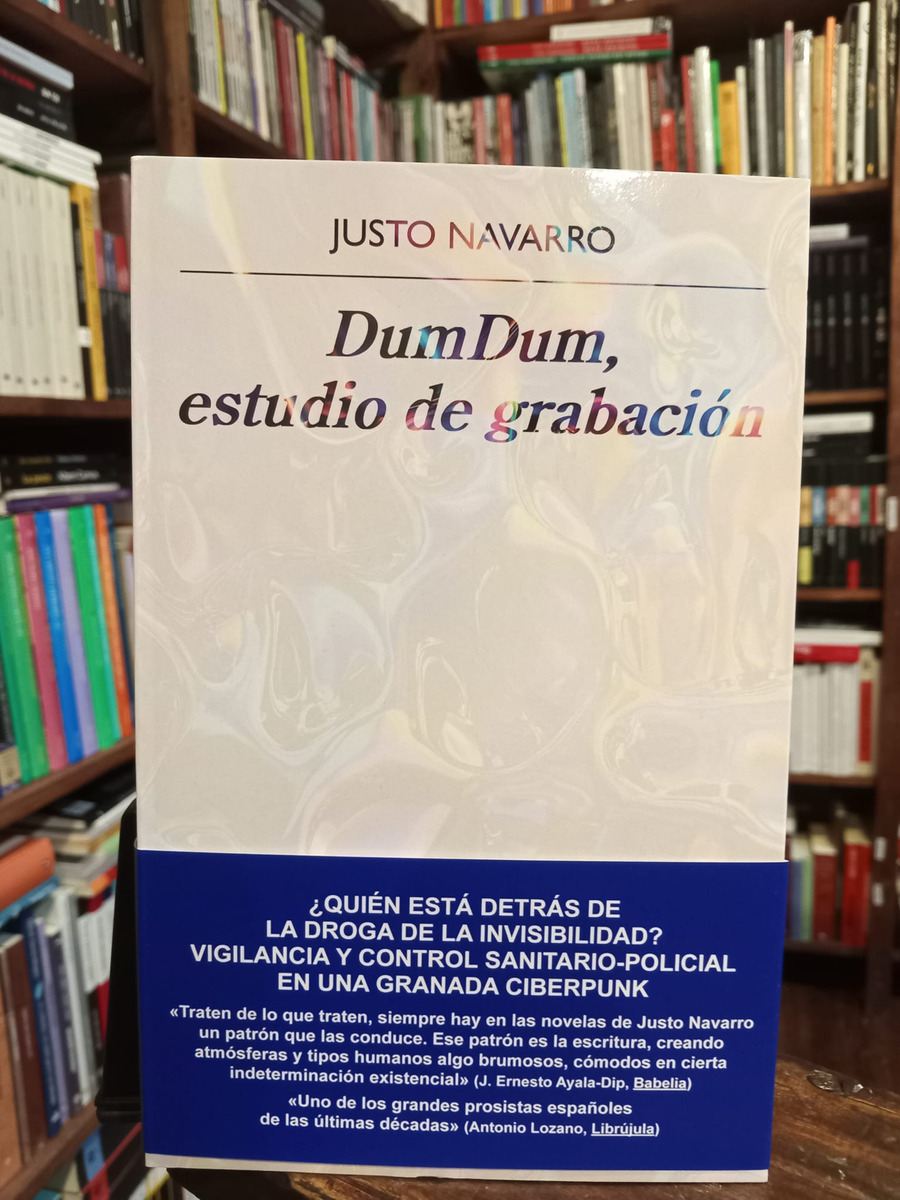 JUSTO NAVARRO
DumDum,
estudio de grabación
¿QUIÉN ESTÁ DETRÁS DE
LA DROGA DE LA INVISIBILIDAD?
VIGILANCIA Y CONTROL SANITARIO-POLICIAL
EN UNA GRANADA CIBERPUNK
«Traten de lo que traten, siempre hay en las novelas de Justo Navarro
un patrón que las conduce. Ese patrón es la escritura, creando
atmósferas y tipos humanos algo brumosos, cómodos en cierta
indeterminación existencial» (J. Ernesto Ayala-Dip, Babelia)
«Uno de los grandes prosistas españoles
de las últimas décadas» (Antonio Lozano, Librújula)